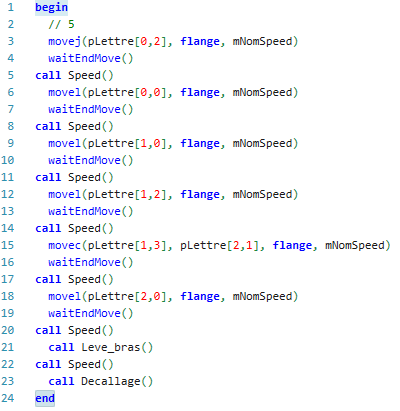 1 begin
2 // 5
3 movej(pLettre[0,2], flange, mNomSpeed)
4 waitEndMove()
5 call Speed()
6 movel(pLettre[0,0], flange, mNomSpeed)
7 waitEndMove()
8 call Speed()
9 movel(pLettre[1,0], flange, mNomSpeed)
10 waitEndMove()
11 call Speed()
12 movel(pLettre[1,2], flange, mNomSpeed)
13 waitEndMove()
14 call Speed()
15 movec(pLettre[1,3], pLettre[2,1], flange, mNomSpeed)
16 waitEndMove()
17 call Speed()
18 movel(pLettre[2,0], flange, mNomSpeed)
19 waitEndMove()
20 call Speed()
21 call Leve_bras()
22 call Speed()
23 call Decallage()
24 end